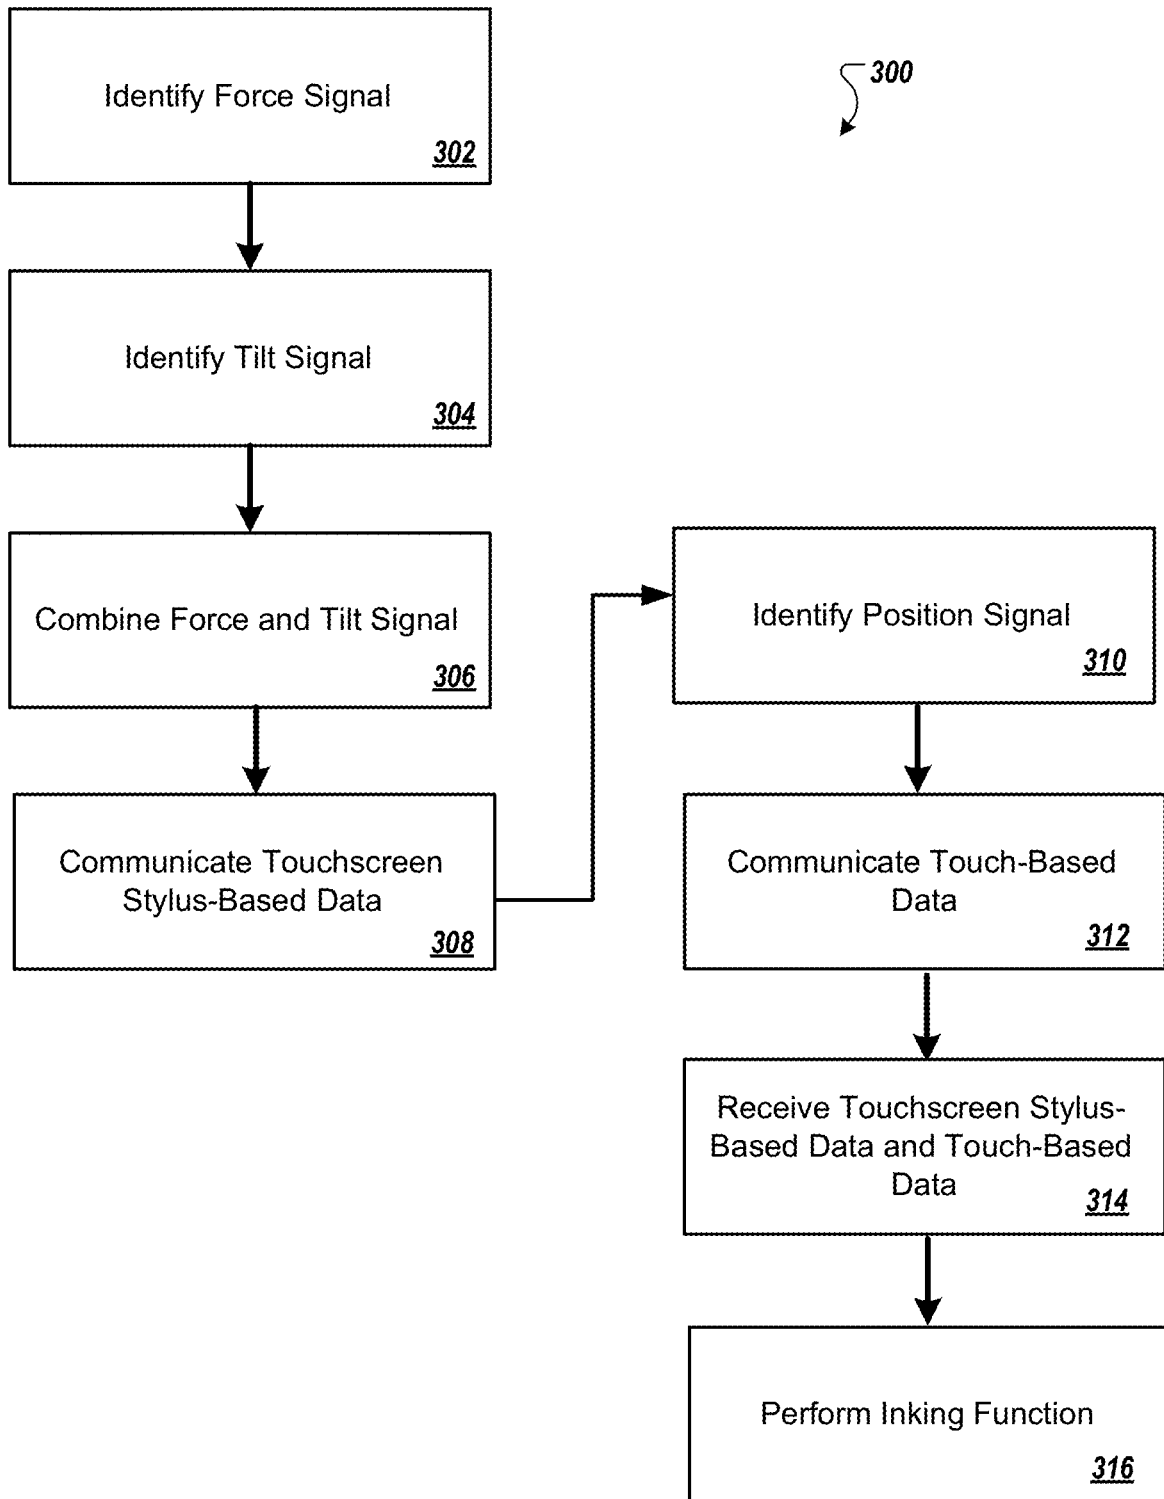 300
Identify Force Signal
302
Identify Tilt Signal
304
Combine Force and Tilt Signal
306
Communicate Touchscreen
Stylus-Based Data
308
Identify Position Signal
310
Communicate Touch-Based
Data
312
Receive Touchscreen Stylus-
Based Data and Touch-Based
Data
314
Perform Inking Function
316